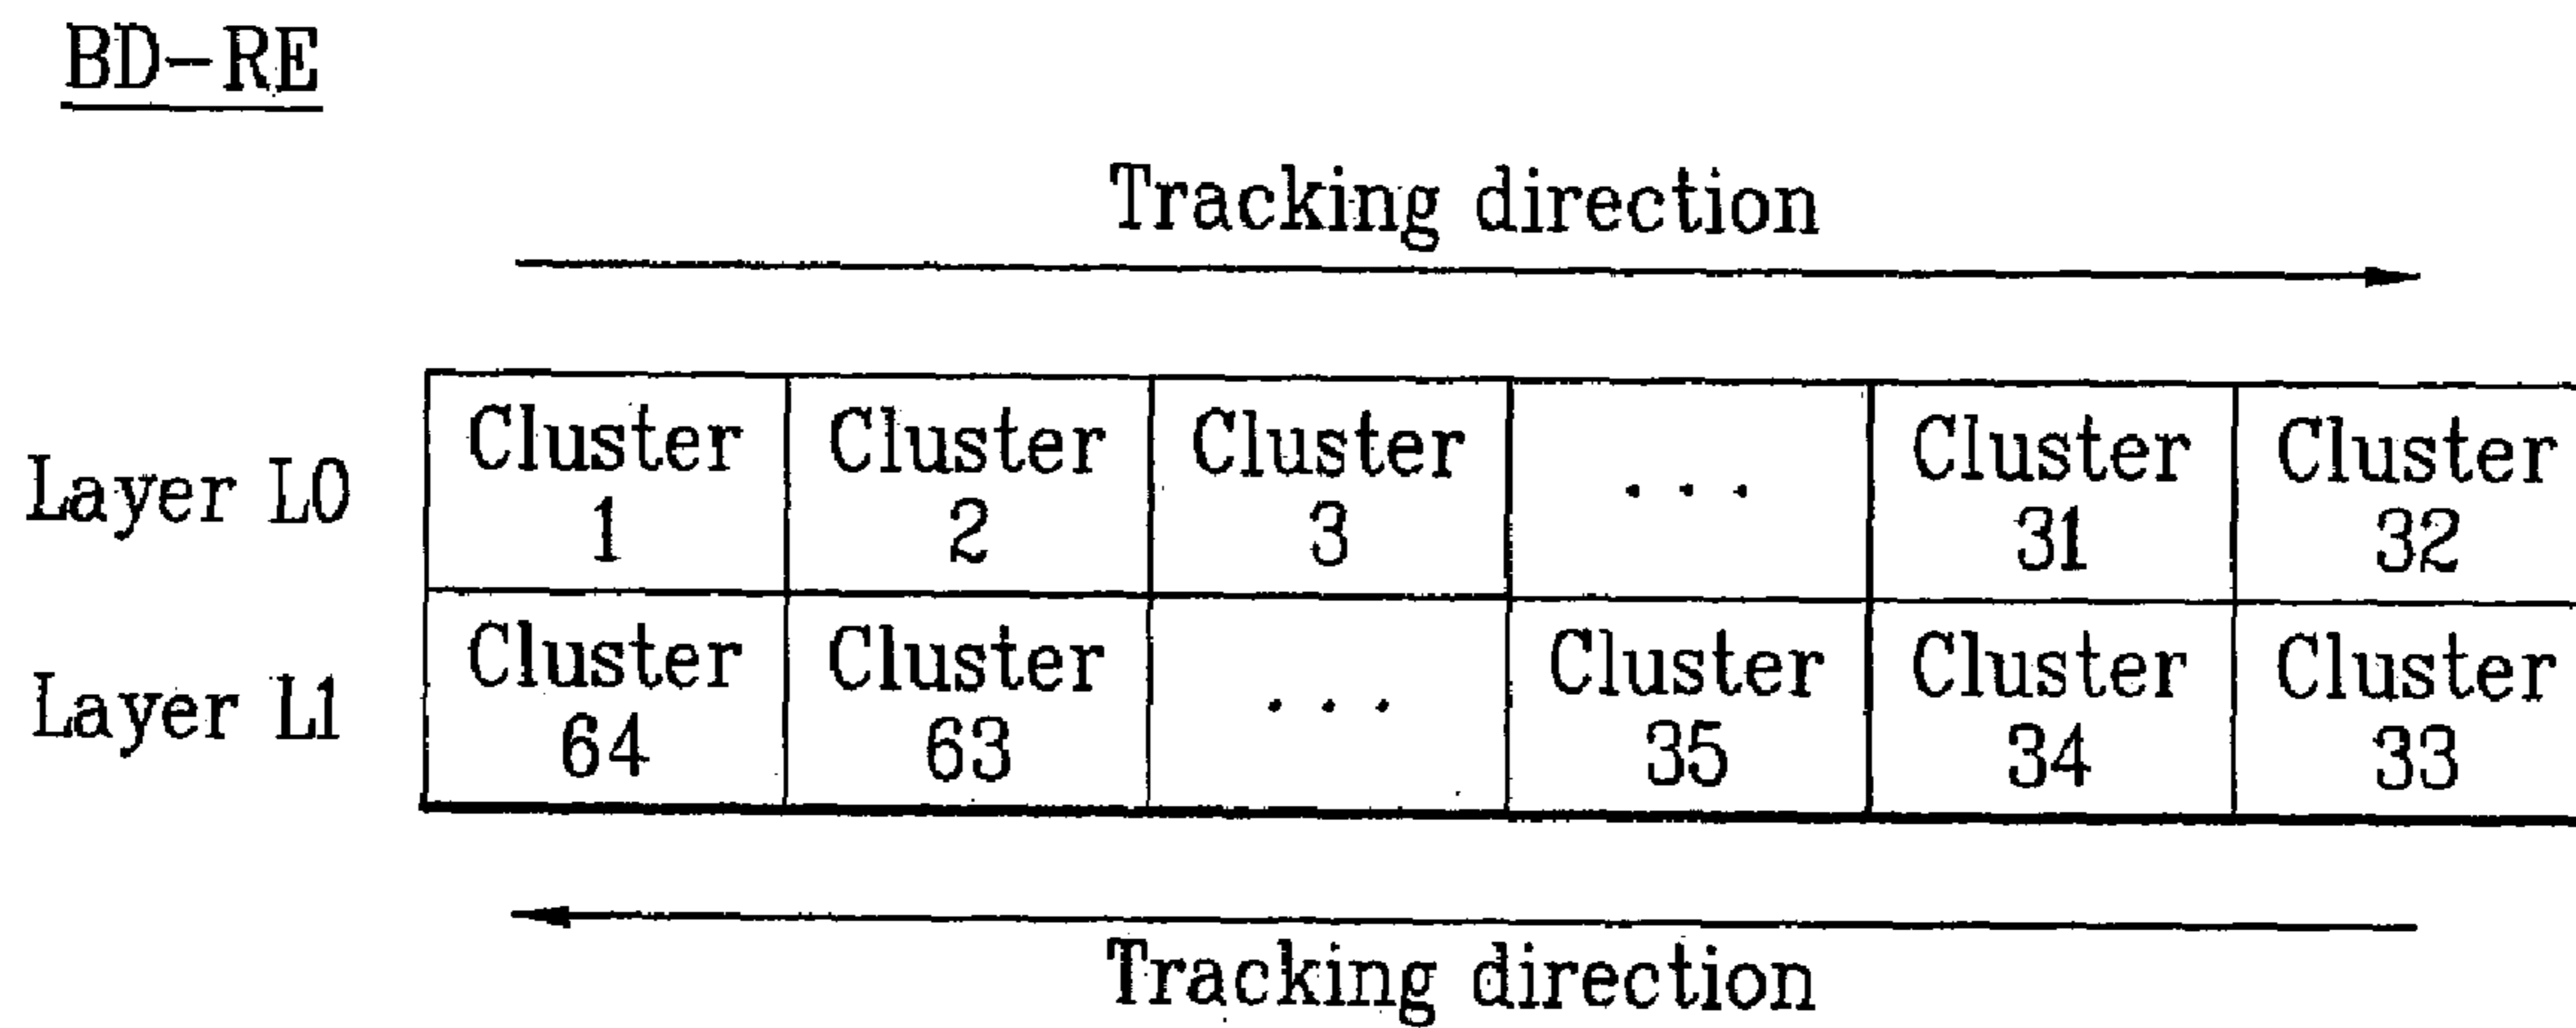 BD-RE
Tracking direction
Layer L0
Cluster 1
Cluster 2
Cluster 3
...
Cluster 31
Cluster 32
Layer L1
Cluster 64
Cluster 63
...
Cluster 35
Cluster 34
Cluster 33
Tracking direction